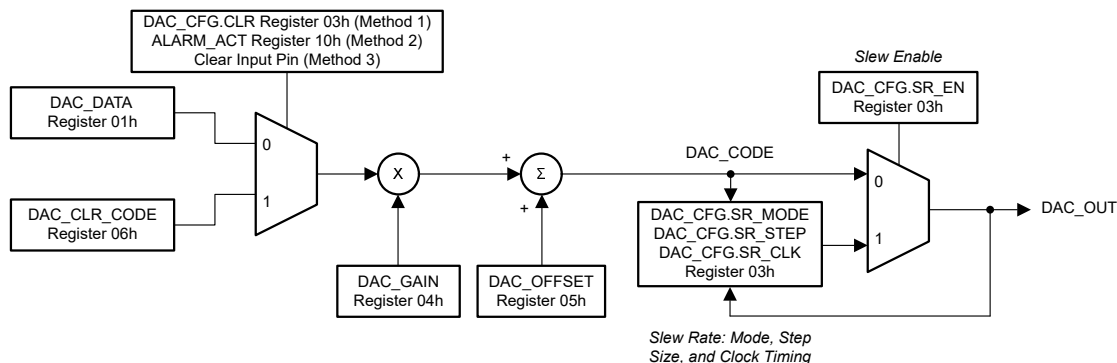 DAC_CFG.CLR Register 03h (Method 1)
ALARM_ACT Register 10h (Method 2)
Clear Input Pin (Method 3)
Slew Enable
DAC_CFG.SR_EN
Register 03h
DAC_DATA
Register 01h
0
1
DAC_CLR_CODE
Register 06h
X
+
Σ
+
DAC_CODE
0
1
DAC_OUT
DAC_CFG.SR_MODE
DAC_CFG.SR_STEP
DAC_CFG.SR_CLK
Register 03h
DAC_GAIN
Register 04h
DAC_OFFSET
Register 05h
Slew Rate: Mode, Step
Size, and Clock Timing